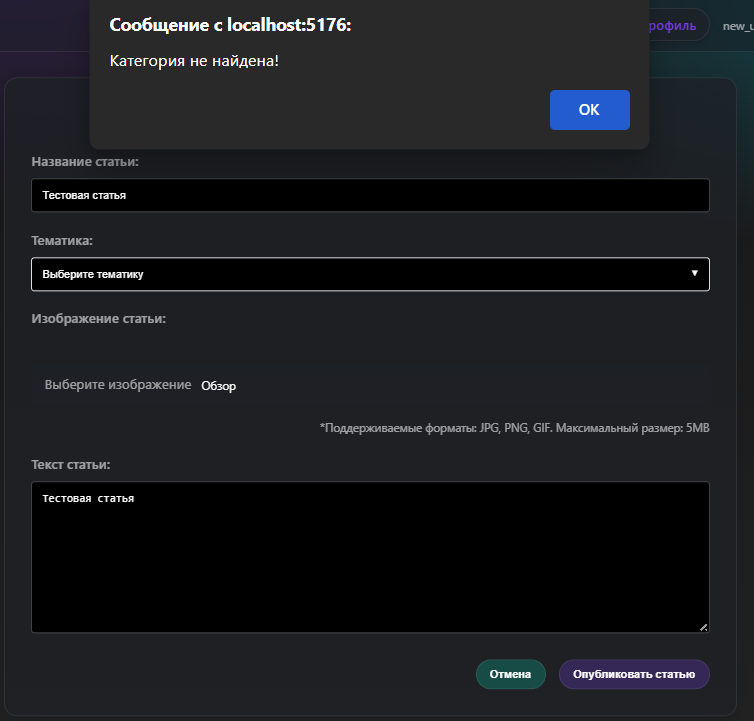 Сообщение с localhost:5176:
Категория не найдена!
OK
рофиль
new_u
Название статьи:
Тестовая статья
Тематика:
Выберите тематику
Изображение статьи:
Выберите изображение Обзор
*Поддерживаемые форматы: JPG, PNG, GIF. Максимальный размер: 5MB
Текст статьи:
Тестовая статья
Отмена Опубликовать статью